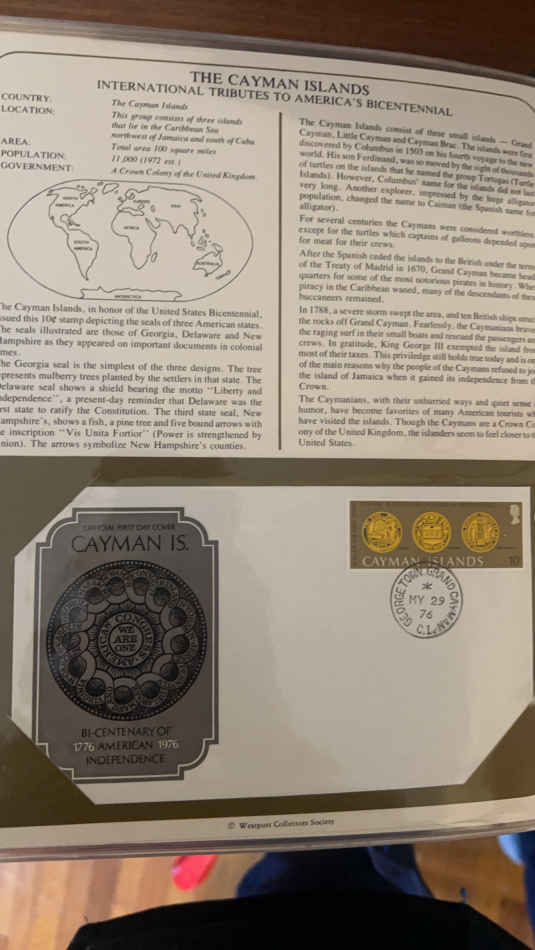 THE CAYMAN ISLANDS
INTERNATIONAL TRIBUTES TO AMERICA'S BICENTENNIAL
COUNTRY: The Cayman Islands
LOCATION: This group consists of three islands
that lie in the Caribbean Sea
northwest of Jamaica and south of Cuba
AREA: Total area 100 square miles
POPULATION: 11,000 (1972 est.)
GOVERNMENT: A Crown Colony of the United Kingdom
NORTH
AMERICA
EUROPE
ASIA
AFRICA
SOUTH
AMERICA
AUSTRALIA
ANTARCTICA
The Cayman Islands, in honor of the United States Bicentennial,
sued this 10¢ stamp depicting the seals of three American states.
The seals illustrated are those of Georgia, Delaware and New
Hampshire as they appeared on important documents in colonial
mes.
he Georgia seal is the simplest of the three designs. The tree
presents mulberry trees planted by the settlers in that state. The
elaware seal shows a shield bearing the motto "Liberty and
ndependence", a present-day reminder that Delaware was the
rst state to ratify the Constitution. The third state seal, New
ampshire's, shows a fish, a pine tree and five bound arrows with
e inscription "Vis Unita Fortior" (Power is strengthened by
nion). The arrows symbolize New Hampshire's counties.
The Cayman Islands consist of three small islands — Grand
Cayman, Little Cayman and Cayman Brac. The islands were first
discovered by Columbus in 1503 on his fourth voyage to the new
world. His son Ferdinand, was so moved by the sight of thousands
of turtles on the islands that he named the group Tortugas (Turtle
Islands). However, Columbus' name for the islands did not last
very long. Another explorer, impressed by the huge alligator
population, changed the name to Caiman (the Spanish name for
alligator).
For several centuries the Caymans were considered worthless,
except for the turtles which captains of galleons depended upon
for meat for their crews.
After the Spanish ceded the islands to the British under the terms
of the Treaty of Madrid in 1670, Grand Cayman became head
quarters for some of the most notorious pirates in history. When
piracy in the Caribbean waned, many of the descendants of these
buccaneers remained.
In 1788, a severe storm swept the area, and ten British ships struck
the rocks off Grand Cayman. Fearlessly, the Caymanians braved
the raging surf in their small boats and rescued the passengers and
crews. In gratitude, King George III exempted the island from
most of their taxes. This priviledge still holds true today and is one
of the main reasons why the people of the Caymans refused to join
the island of Jamaica when it gained its independence from the
Crown.
The Caymanians, with their unhurried ways and quiet sense
humor, have become favorites of many American tourists wh
have visited the islands. Though the Caymans are a Crown Co
ony of the United Kingdom, the islanders seem to feel closer to th
United States.
OFFICIAL FIRST DAY COVER
CAYMAN IS.
AMERICAN CONGRESS
WE
ARE
ONE
BI-CENTENARY OF
1776 AMERICAN 1976
INDEPENDENCE
CAYMAN ISLANDS 10¢
GEORGE TOWN GRAND CAYMAN
MY 29
76
C.I.
© Westport Collectors Society